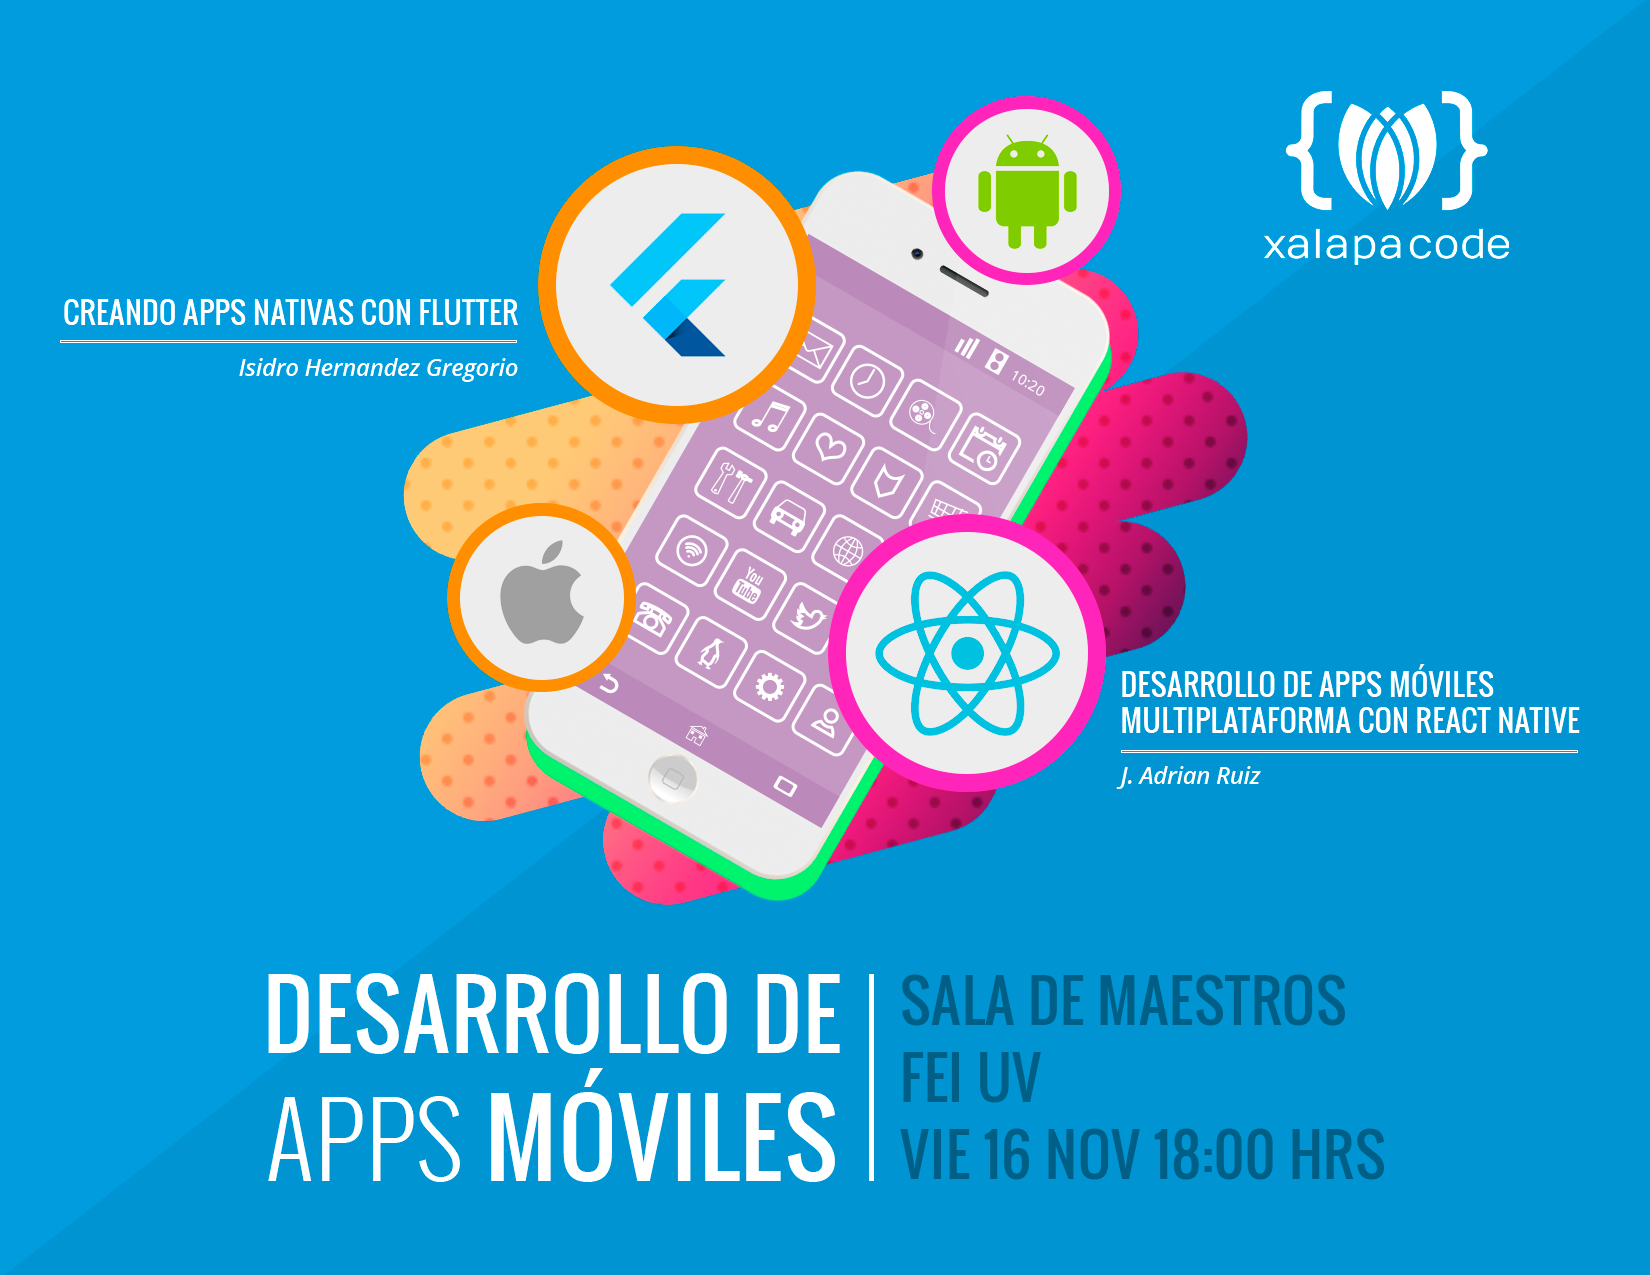 xalapacode
CREANDO APPS NATIVAS CON FLUTTER
Isidro Hernandez Gregorio
10:20
You
Tube
DESARROLLO DE APPS MÓVILES
MULTIPLATAFORMA CON REACT NATIVE
J. Adrian Ruiz
DESARROLLO DE
APPS MÓVILES
SALA DE MAESTROS
FEI UV
VIE 16 NOV 18:00 HRS